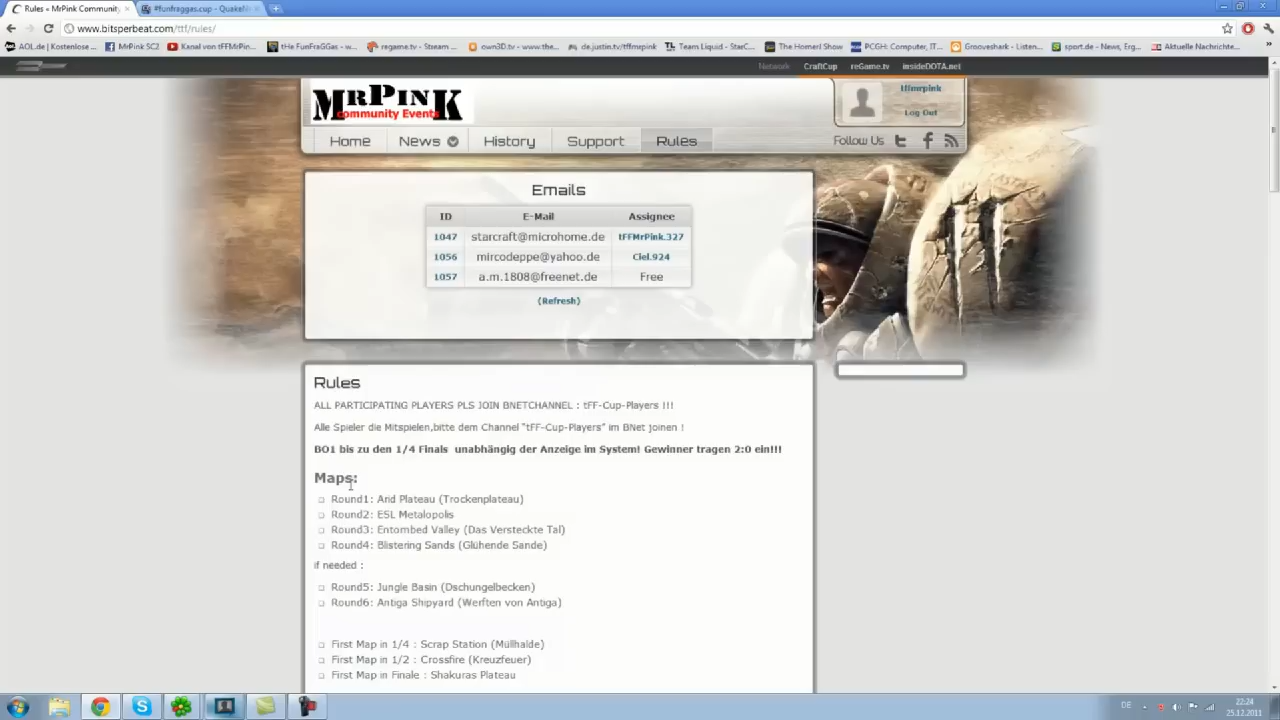 Rules « MrPink Community
#funfraggas.cup - QuakeN
www.bitsperbeat.com/ttf/rules/
AOL.de | Kostenlose ...
MrPink SC2
Kanal von tFFMrPin...
tHe FunFraGGas - w...
regame.tv - Stream ...
own3D.tv - www.the...
de.justin.tv/tffmrpink
Team Liquid - StarC...
The HomerJ Show
PCGH: Computer, IT...
Grooveshark - Listen...
sport.de - News, Erg...
Aktuelle Nachrichte...
Network CraftCup reGame.tv insideDOTA.net
MrPinK
community Events
tffmrpink
Log Out
Home News History Support Rules
Follow Us
Emails
ID E-Mail Assignee
1047 starcraft@microhome.de tFFMrPink.327
1056 mircodeppe@yahoo.de Ciel.924
1057 a.m.1808@freenet.de Free
(Refresh)
Rules
ALL PARTICIPATING PLAYERS PLS JOIN BNETCHANNEL : tFF-Cup-Players !!!
Alle Spieler die Mitspielen,bitte dem Channel "tFF-Cup-Players" im BNet joinen !
BO1 bis zu den 1/4 Finals unabhängig der Anzeige im System! Gewinner tragen 2:0 ein!!!
Maps:
Round1: Arid Plateau (Trockenplateau)
Round2: ESL Metalopolis
Round3: Entombed Valley (Das Versteckte Tal)
Round4: Blistering Sands (Glühende Sande)
if needed :
Round5: Jungle Basin (Dschungelbecken)
Round6: Antiga Shipyard (Werften von Antiga)
First Map in 1/4 : Scrap Station (Müllhalde)
First Map in 1/2 : Crossfire (Kreuzfeuer)
First Map in Finale : Shakuras Plateau
DE
22:24
25.12.2011